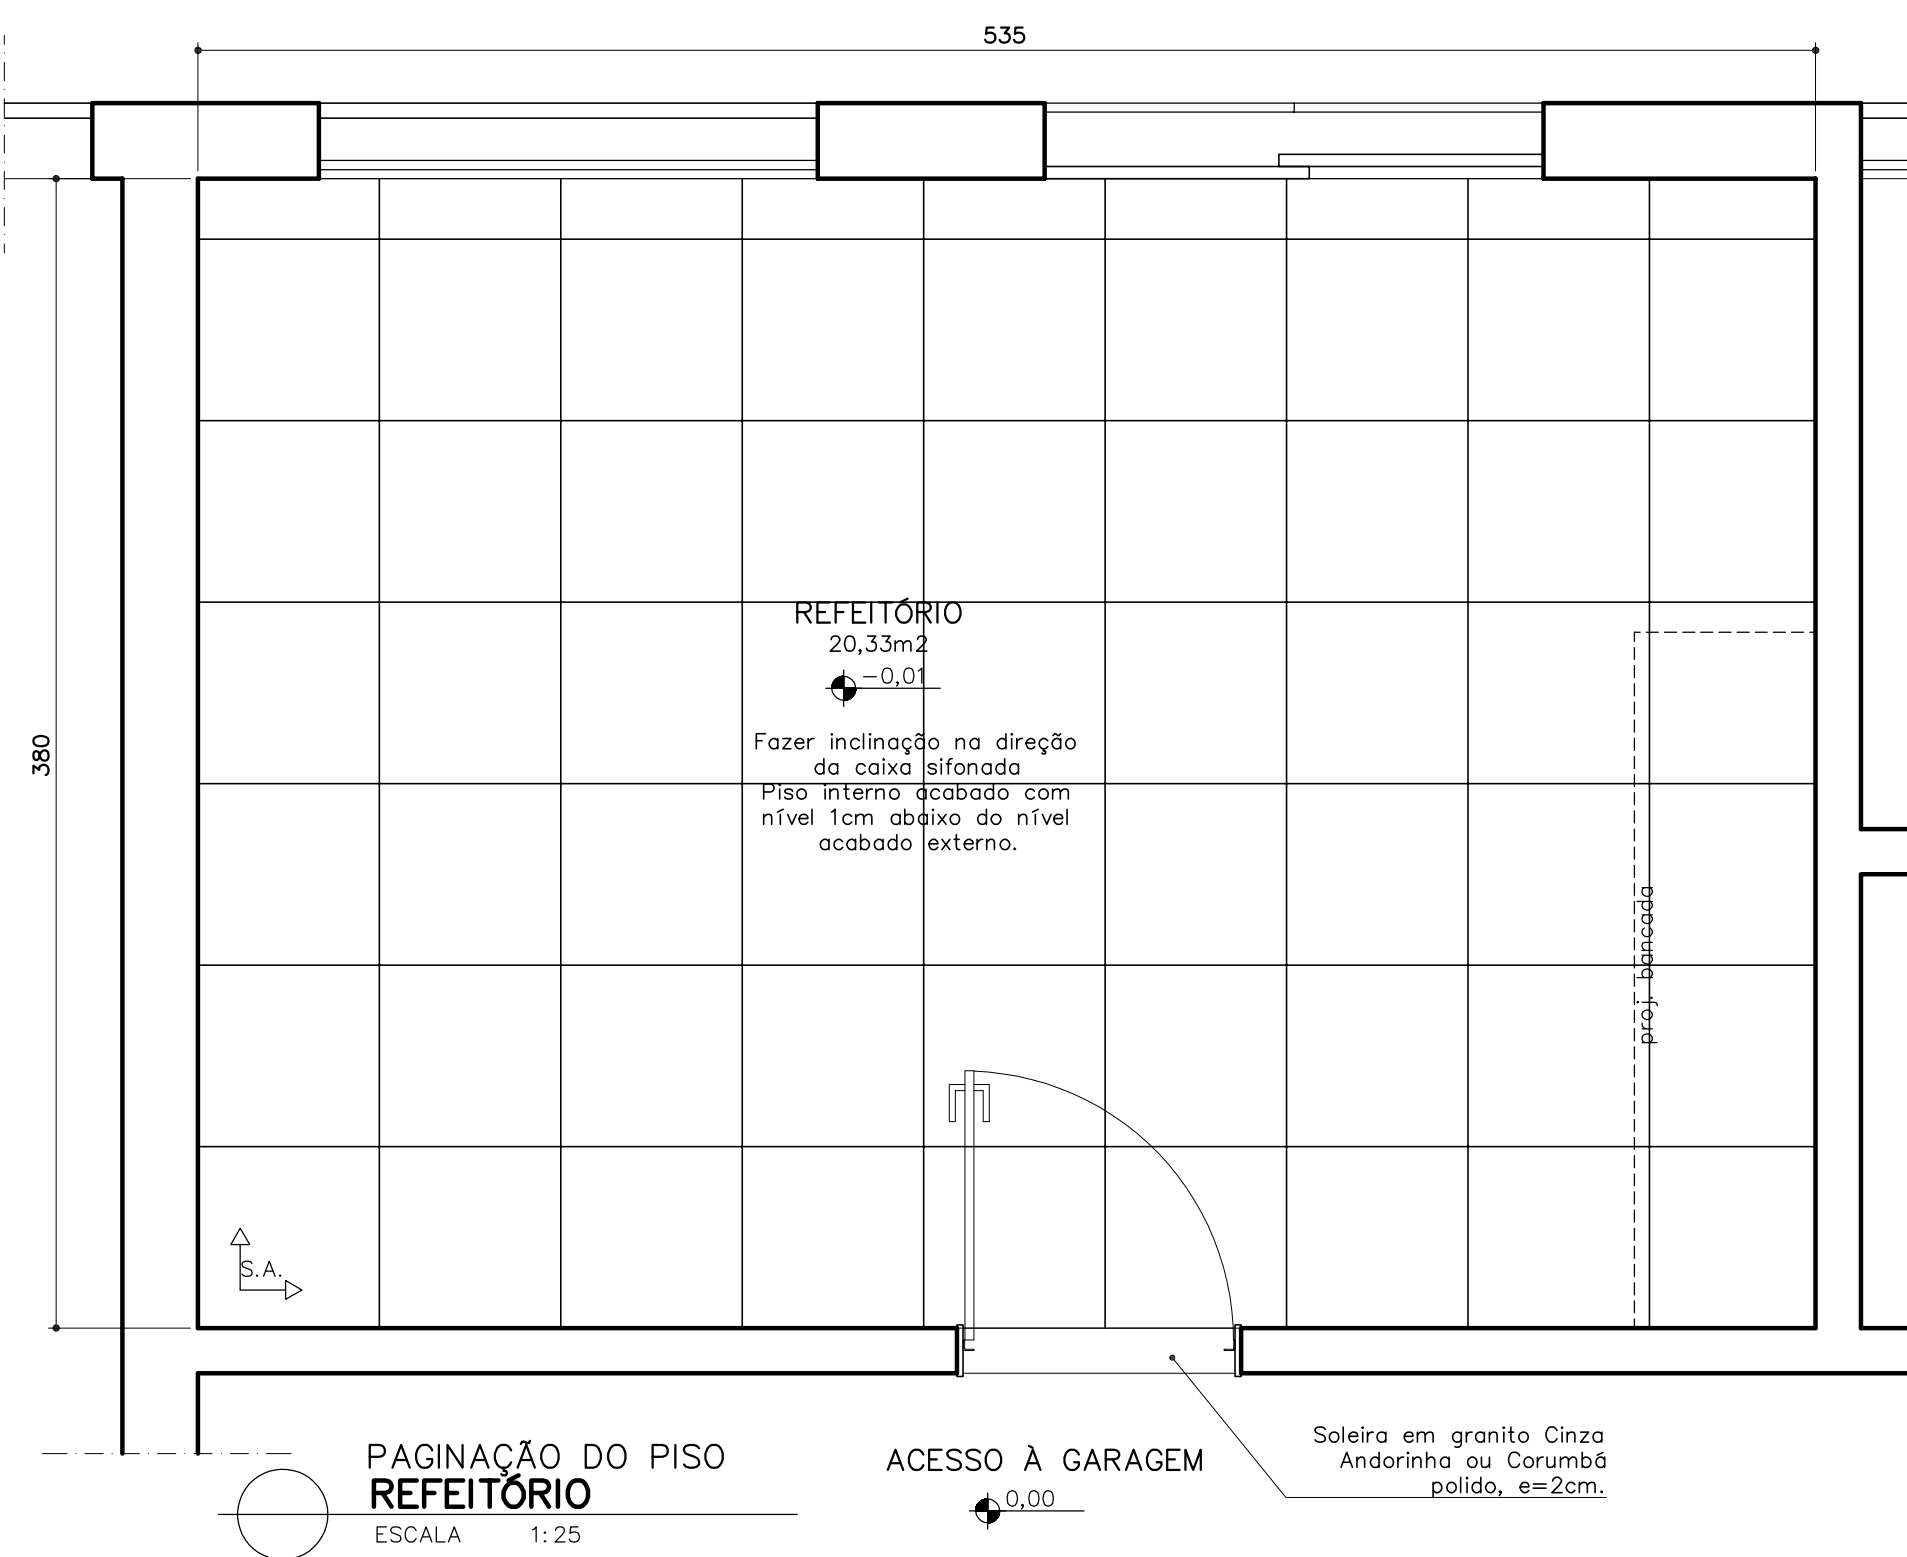 535
REFEITÓRIO
20,33m2
-0,01
Fazer inclinação na direção
da caixa sifonada
Piso interno acabado com
nível 1cm abaixo do nível
acabado externo.
380
proj. bancada
S.A.
PAGINAÇÃO DO PISO
REFEITÓRIO
ESCALA 1:25
ACESSO À GARAGEM
0,00
Soleira em granito Cinza
Andorinha ou Corumbá
polido, e=2cm.